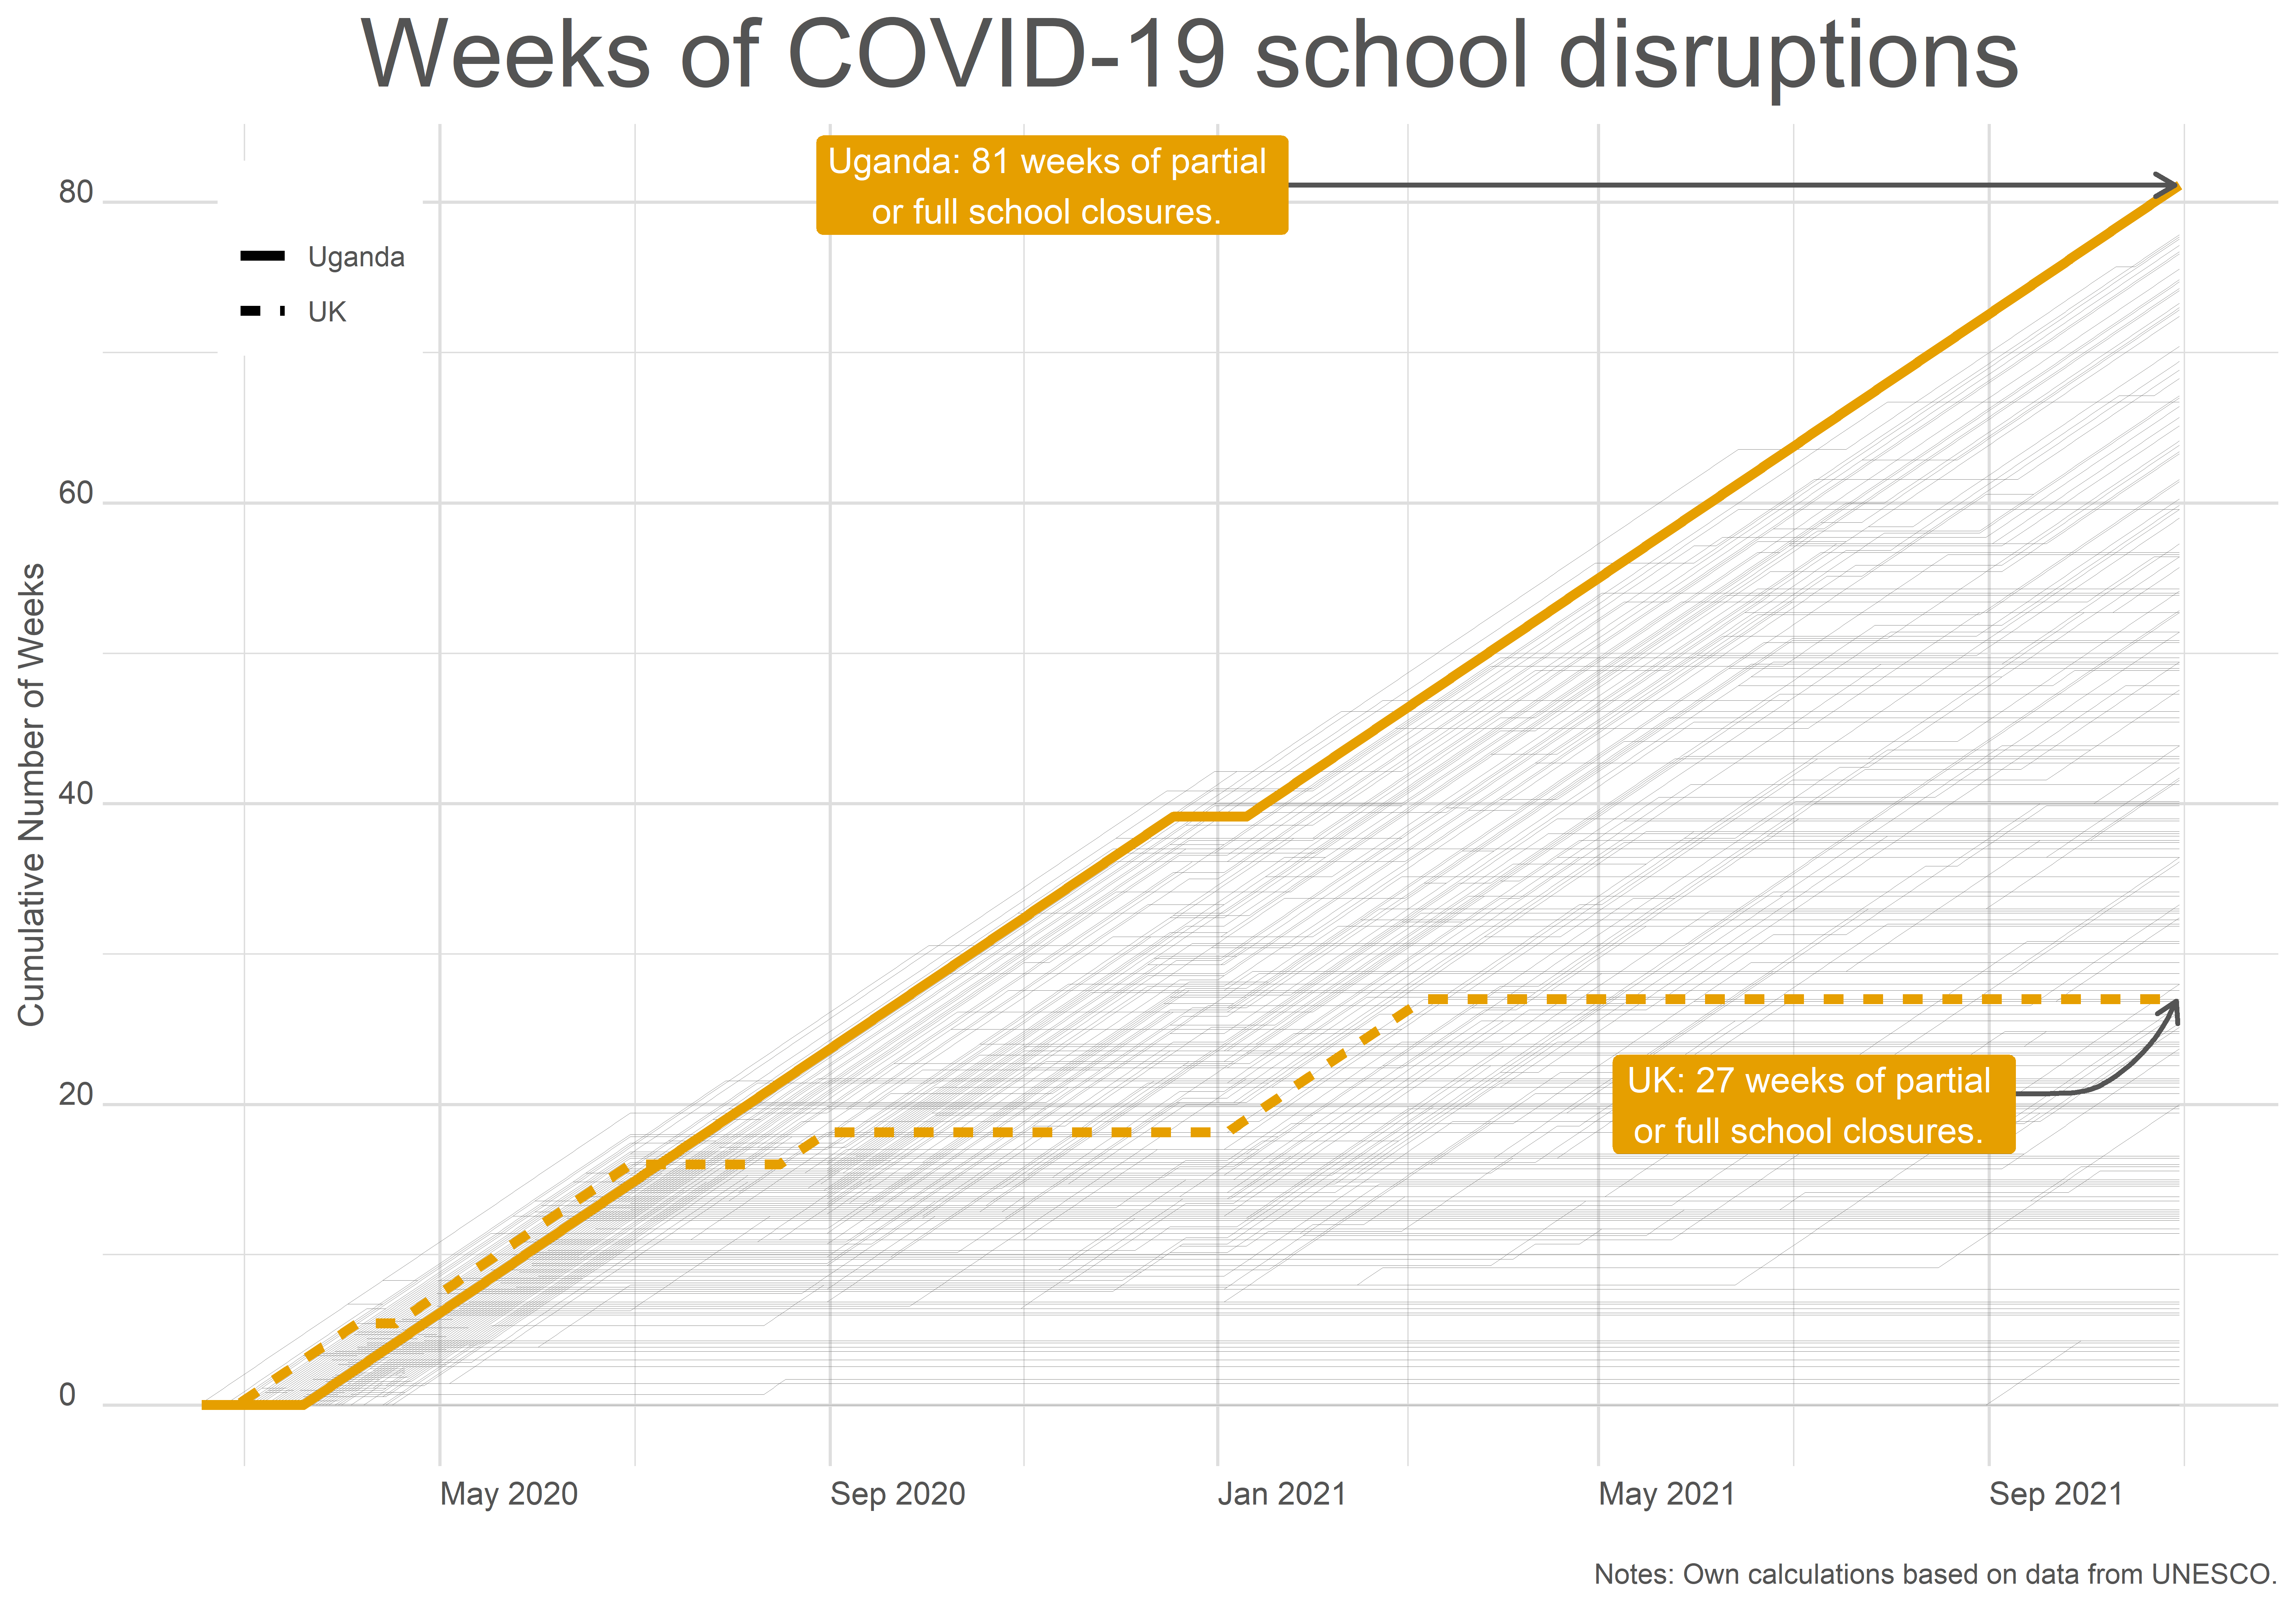 Weeks of COVID-19 school disruptions
Uganda: 81 weeks of partial
or full school closures.
80
Uganda
UK
60
Cumulative Number of Weeks
40
UK: 27 weeks of partial
or full school closures.
20
0
May 2020
Sep 2020
Jan 2021
May 2021
Sep 2021
Notes: Own calculations based on data from UNESCO.